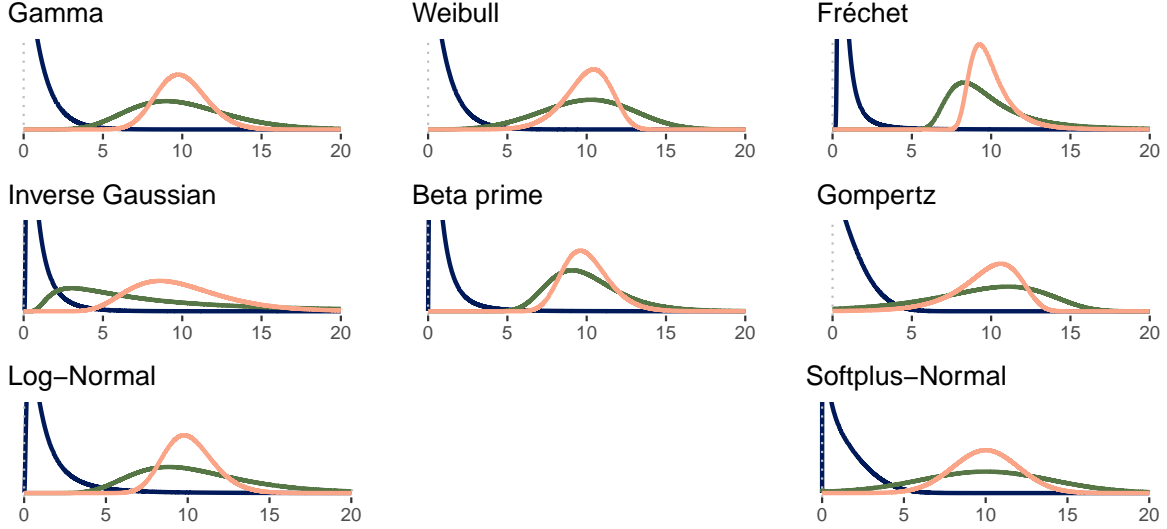 Gamma Weibull Fréchet
0 5 10 15 20 0 5 10 15 20 0 5 10 15 20
Inverse Gaussian Beta prime Gompertz
0 5 10 15 20 0 5 10 15 20 0 5 10 15 20
Log−Normal Softplus−Normal
0 5 10 15 20 0 5 10 15 20